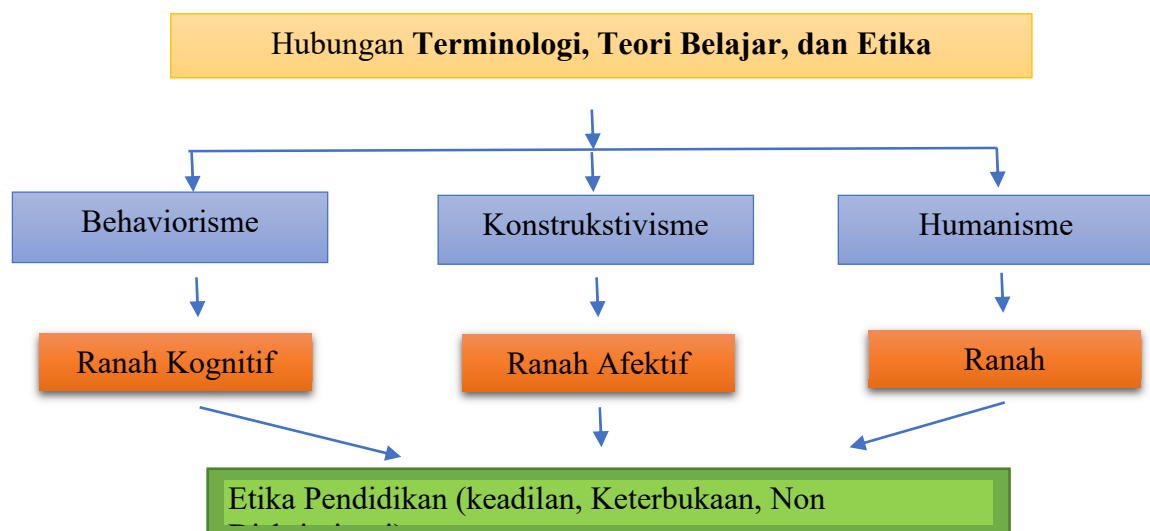 Hubungan Terminologi, Teori Belajar, dan Etika
Behaviorisme
Konstrukstivisme
Humanisme
Ranah Kognitif
Ranah Afektif
Ranah
Etika Pendidikan (keadilan, Keterbukaan, Non